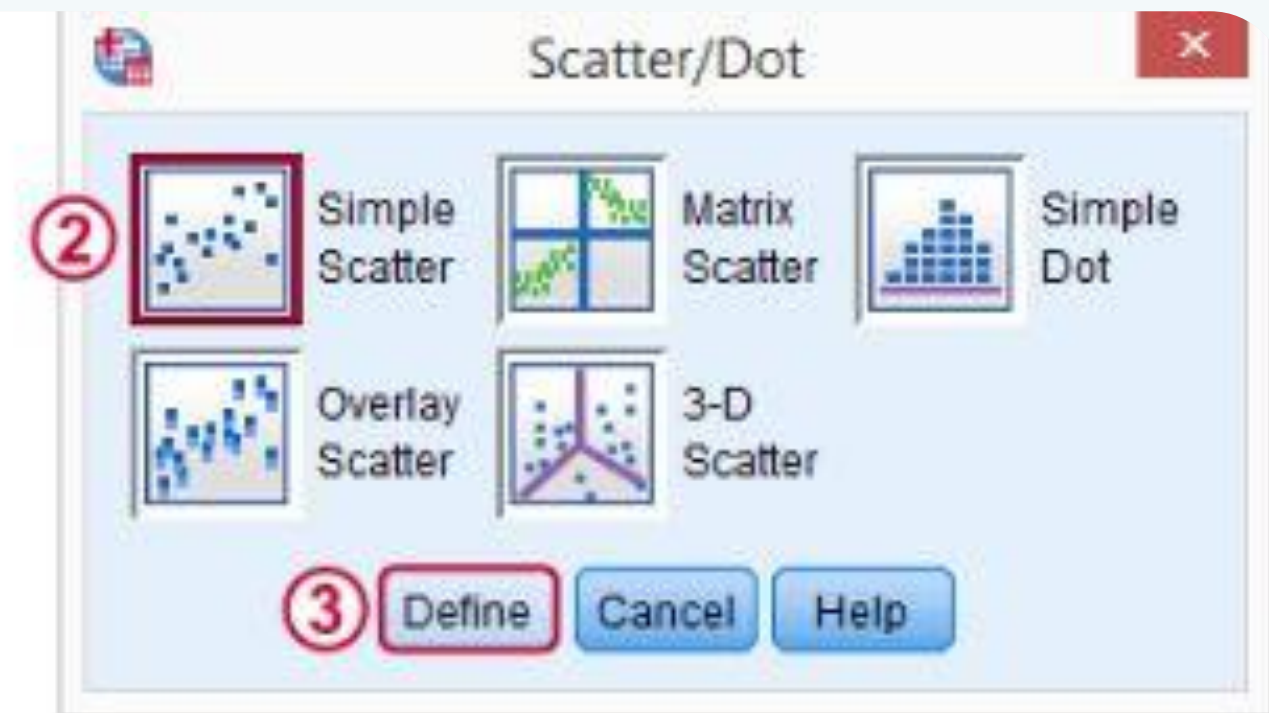 Scatter/Dot
2
Simple
Scatter
Matrix
Scatter
Simple
Dot
Overlay
Scatter
3-D
Scatter
3
Define
Cancel
Help